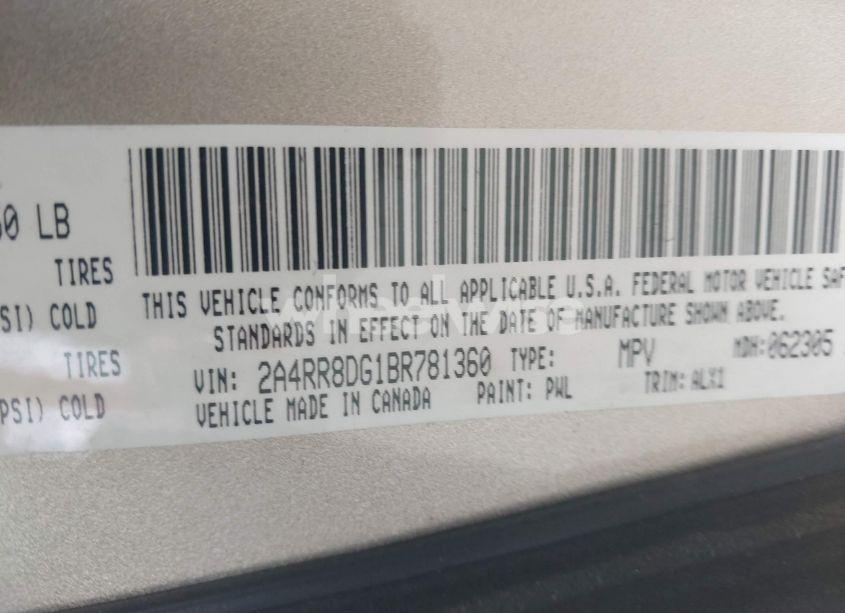 60 LB
TIRES
SI) COLD
TIRES
PSI) COLD
THIS VEHICLE CONFORMS TO ALL APPLICABLE U.S.A. FEDERAL MOTOR VEHICLE SAF
STANDARDS IN EFFECT ON THE DATE OF MANUFACTURE SHOWN ABOVE.
VIN: 2A4RR8DG1BR781360 TYPE: MPV MDH: 062305
VEHICLE MADE IN CANADA PAINT: PWL TRIM: ALX1